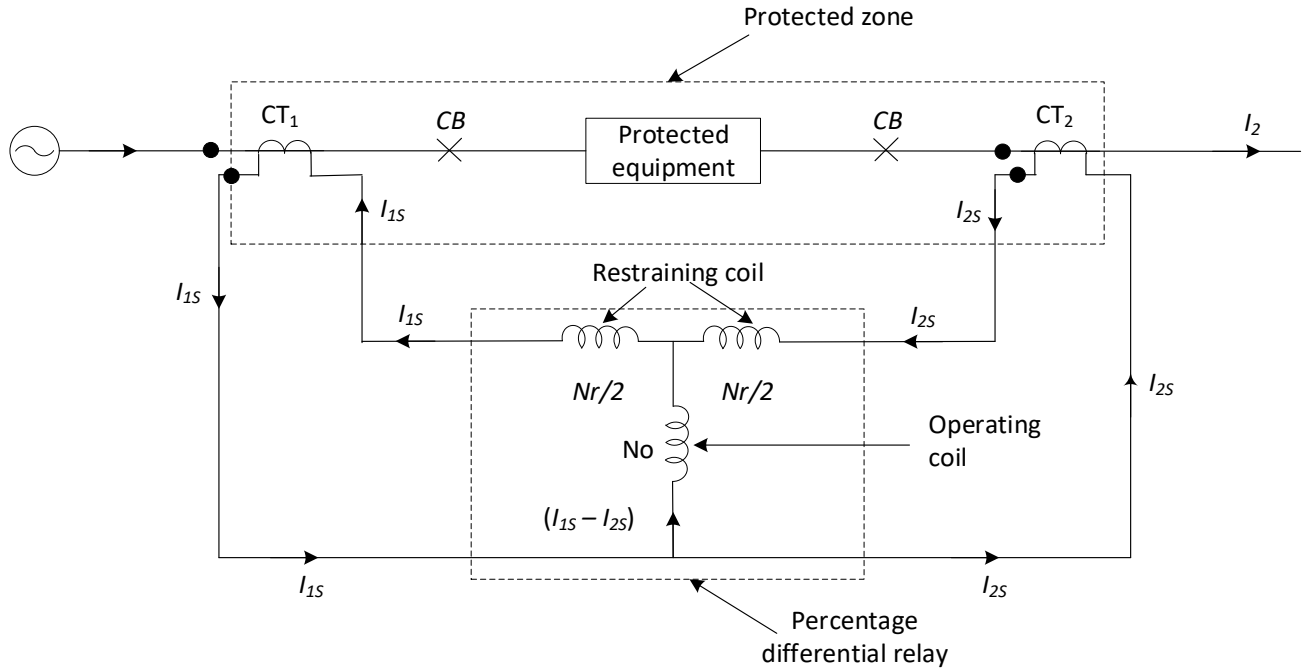 Protected zone
CT₁
CB
Protected
equipment
CB
CT₂
I₂
I₁S
I₂S
Restraining coil
I₁S
I₁S
I₂S
Nr/2
Nr/2
I₂S
No
Operating
coil
(I₁S – I₂S)
I₁S
I₂S
Percentage
differential relay